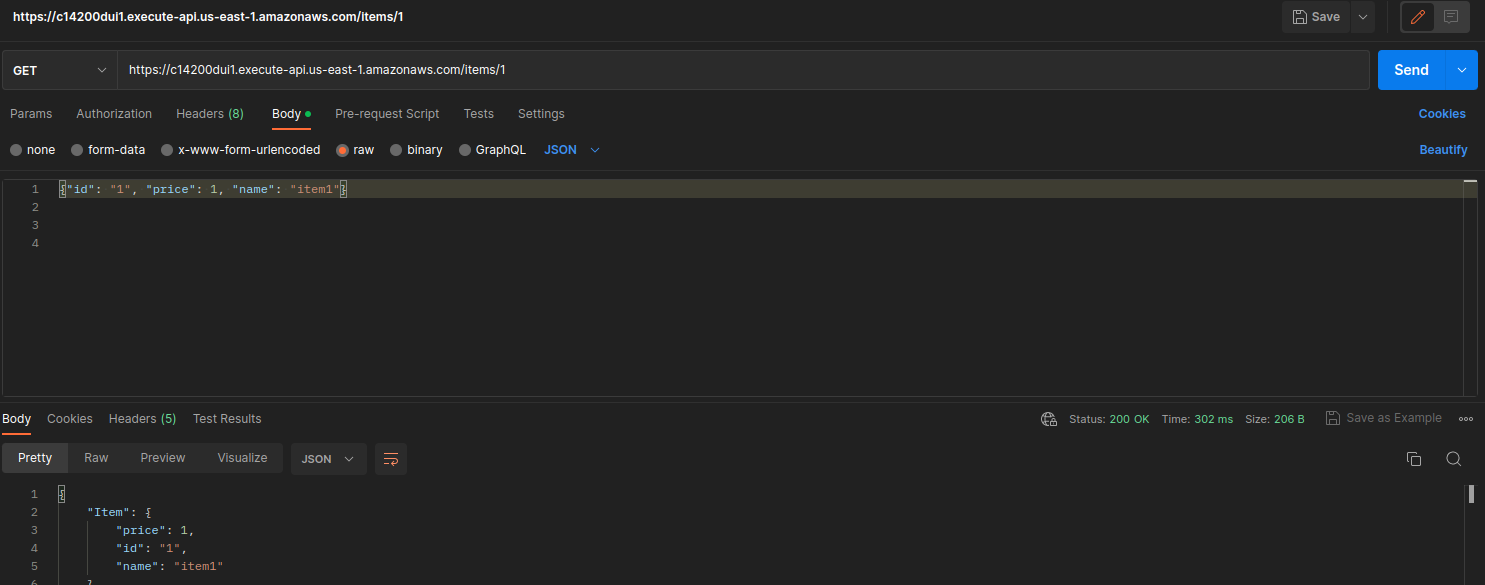 https://c14200dui1.execute-api.us-east-1.amazonaws.com/items/1 Save
GET https://c14200dui1.execute-api.us-east-1.amazonaws.com/items/1 Send
Params Authorization Headers (8) Body Pre-request Script Tests Settings Cookies
none form-data x-www-form-urlencoded raw binary GraphQL JSON Beautify
1 {"id": "1", "price": 1, "name": "item1"}
2
3
4
Body Cookies Headers (5) Test Results Status: 200 OK Time: 302 ms Size: 206 B Save as Example
Pretty Raw Preview Visualize JSON
1 {
2 "Item": {
3 "price": 1,
4 "id": "1",
5 "name": "item1"
6 }